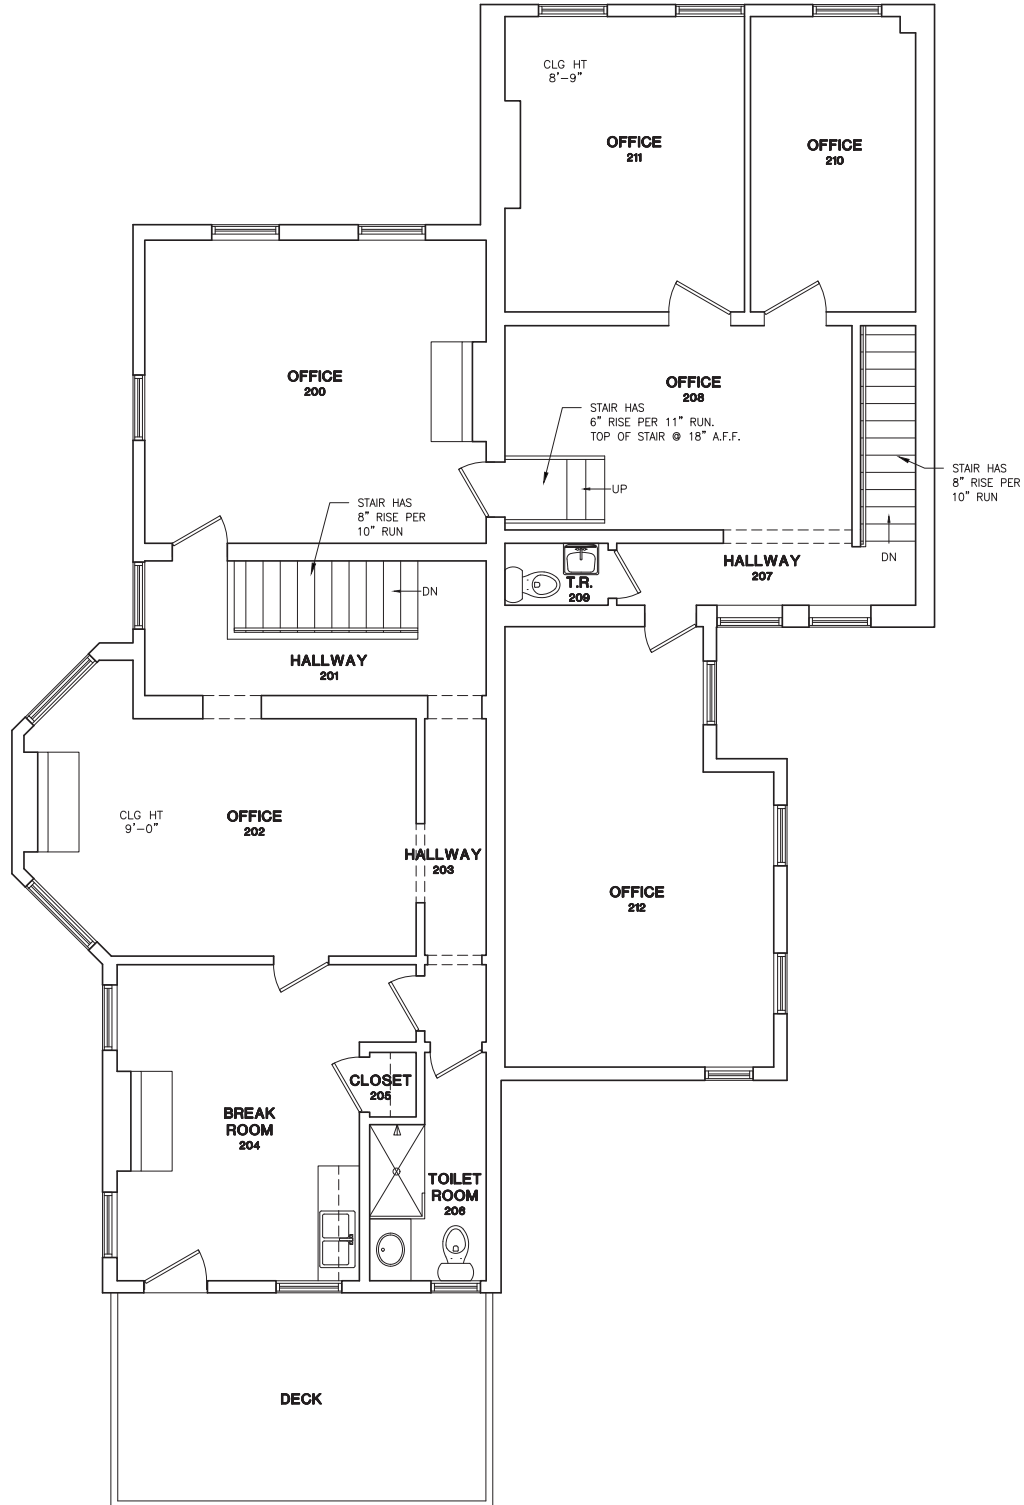 CLG HT
8'-9"
OFFICE
211
OFFICE
210
OFFICE
200
OFFICE
208
STAIR HAS
6" RISE PER 11" RUN.
TOP OF STAIR @ 18" A.F.F.
UP
STAIR HAS
8" RISE PER
10" RUN
STAIR HAS
8" RISE PER
10" RUN
DN
DN
HALLWAY
207
T.R.
209
HALLWAY
201
CLG HT
9'-0"
OFFICE
202
HALLWAY
203
OFFICE
212
CLOSET
205
BREAK
ROOM
204
TOILET
ROOM
206
DECK